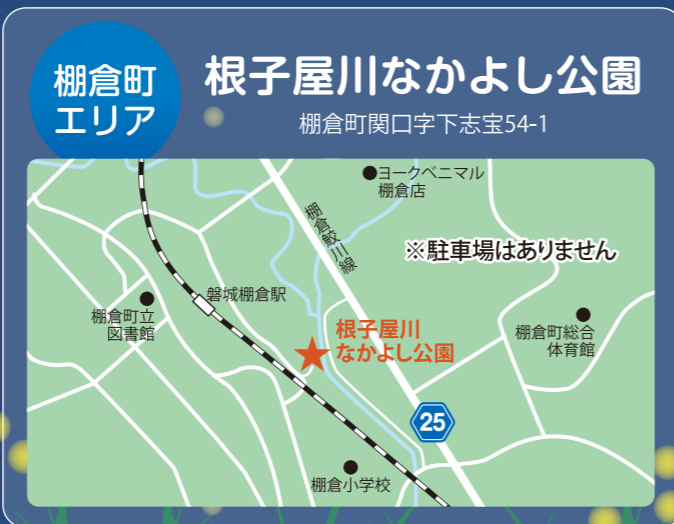 棚倉町
エリア
根子屋川なかよし公園
棚倉町関口字下志宝54-1
●ヨークベニマル
棚倉店
棚倉鮫川線
※駐車場はありません
磐城棚倉駅
棚倉町立
図書館
根子屋川
なかよし公園
棚倉町総合
体育館
25
棚倉小学校